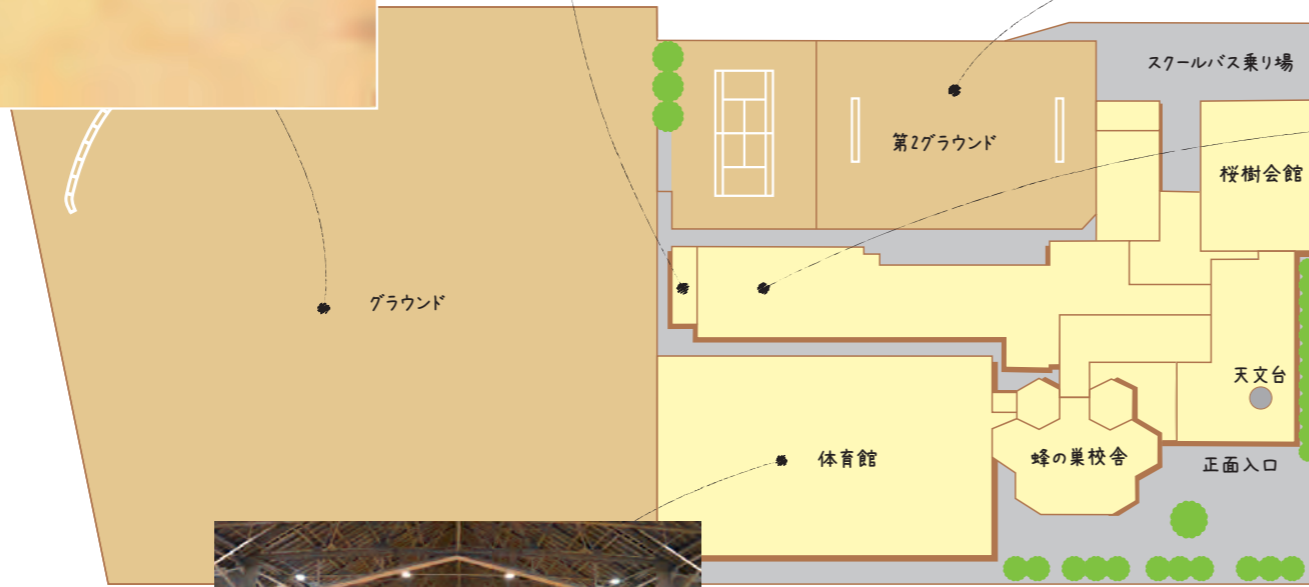 スクールバス乗り場
第2グラウンド
桜樹会館
グラウンド
天文台
体育館
蜂の巣校舎
正面入口